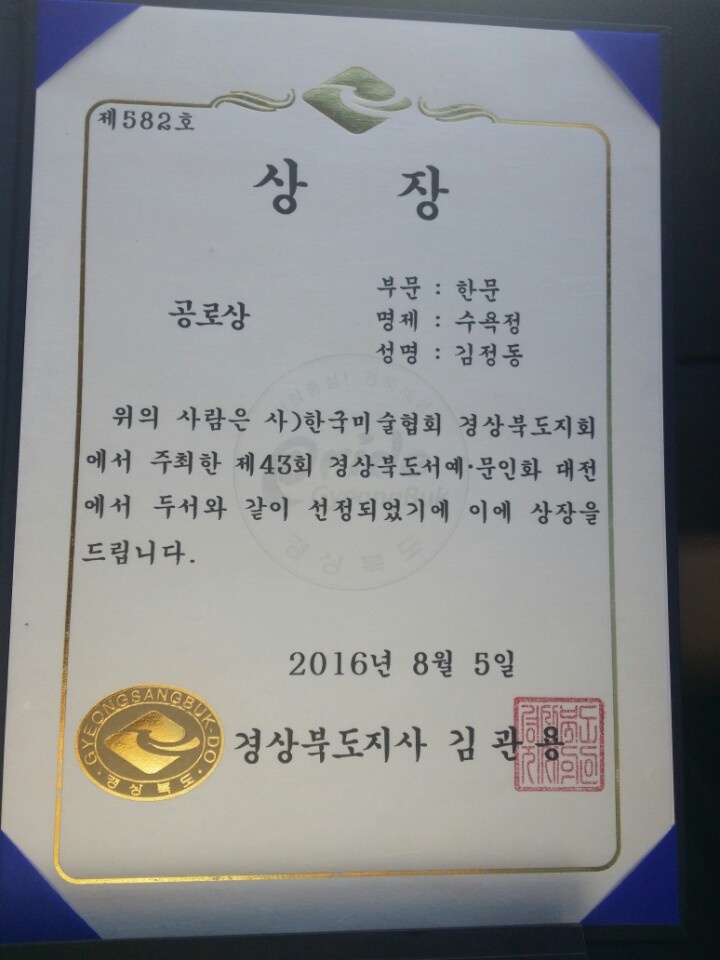 제582호
상 장
공로상
부문 : 한문
명제 : 수욕정
성명 : 김정동
위의 사람은 사)한국미술협회 경상북도지회
에서 주최한 제43회 경상북도서예·문인화 대전
에서 두서와 같이 선정되었기에 이에 상장을
드립니다.
2016년 8월 5일
경상북도지사 김관용
GYEONGSANGBUK-DO
경상북도
GyeongBuk
경상북도